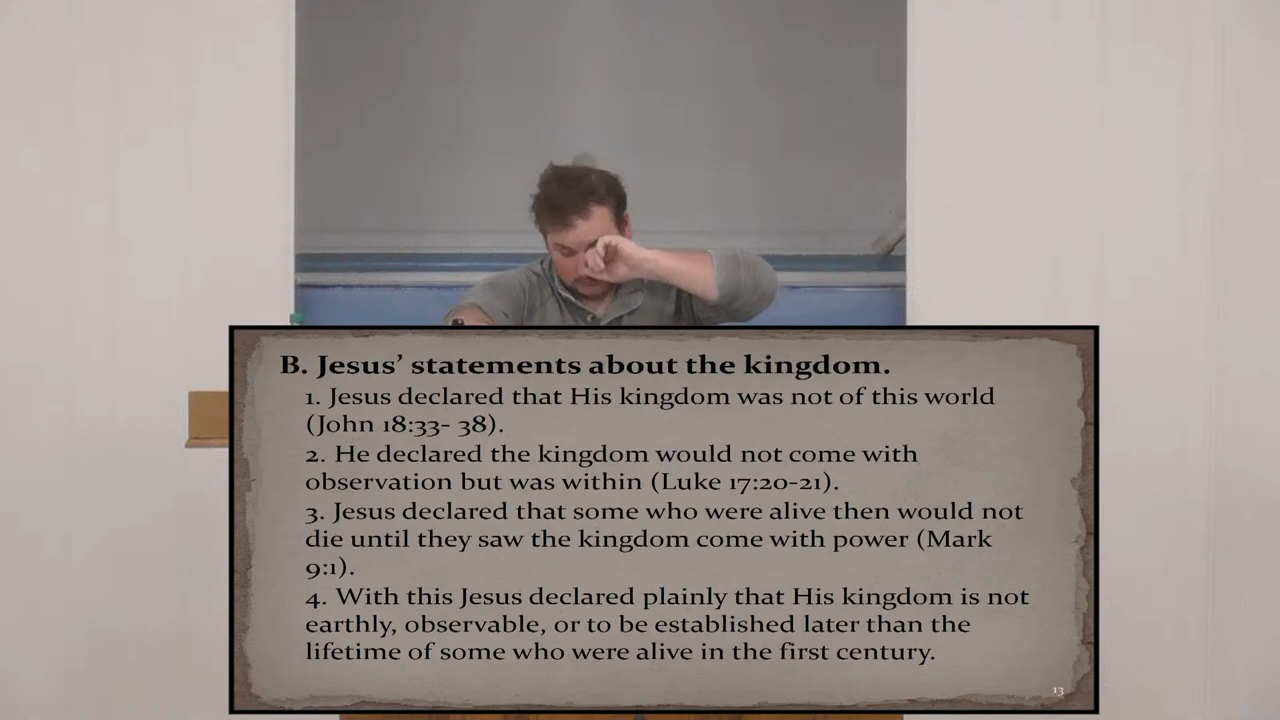 B. Jesus’ statements about the kingdom.
1. Jesus declared that His kingdom was not of this world
(John 18:33- 38).
2. He declared the kingdom would not come with
observation but was within (Luke 17:20-21).
3. Jesus declared that some who were alive then would not
die until they saw the kingdom come with power (Mark
9:1).
4. With this Jesus declared plainly that His kingdom is not
earthly, observable, or to be established later than the
lifetime of some who were alive in the first century.
13